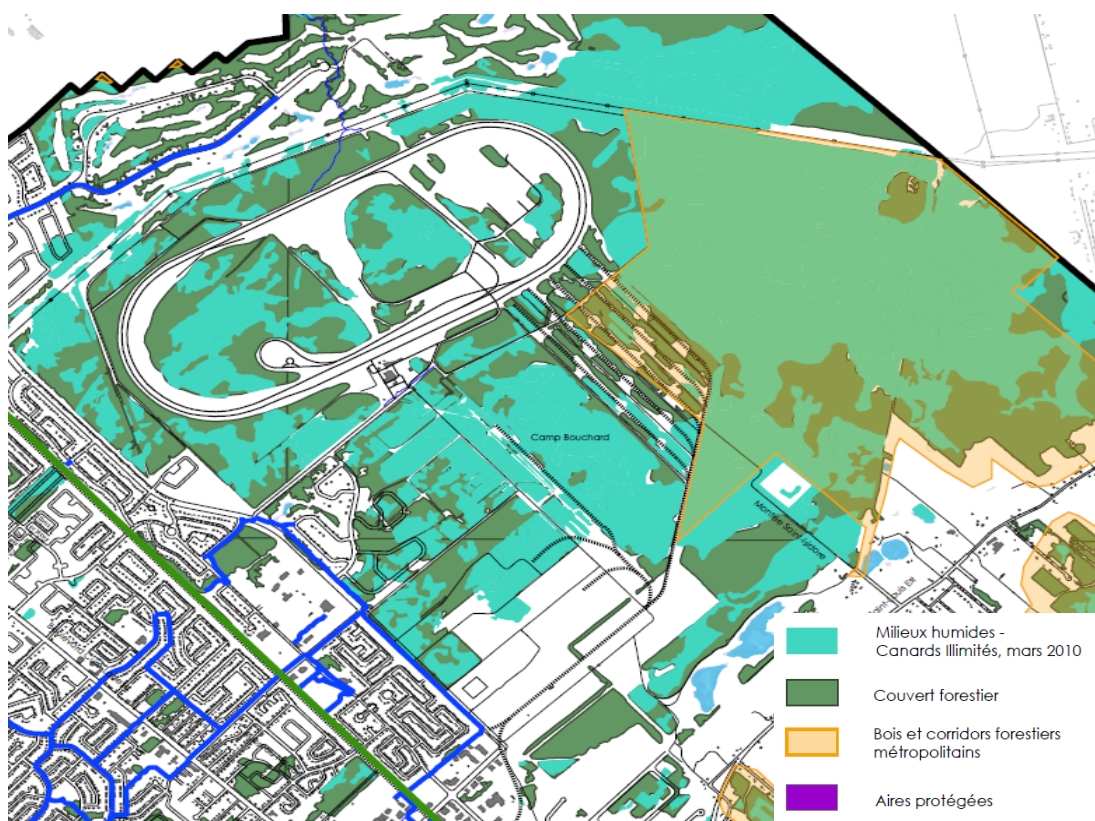 Camp Bouchard
Montée Saint-Isidore
Milieux humides -
Canards Illimités, mars 2010
Couvert forestier
Bois et corridors forestiers
métropolitains
Aires protégées